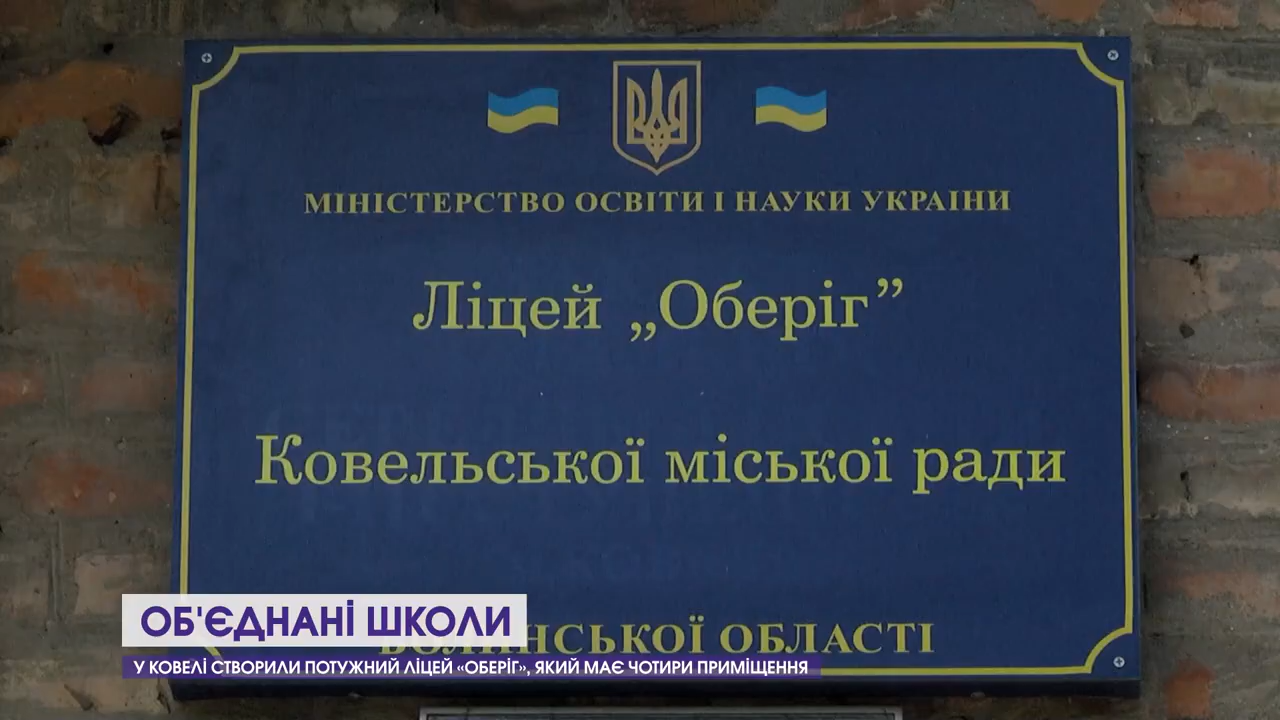 МІНІСТЕРСТВО ОСВІТИ І НАУКИ УКРАЇНИ
Ліцей „Оберіг”
Ковельської міської ради
ВОЛИНСЬКОЇ ОБЛАСТІ
ОБ'ЄДНАНІ ШКОЛИ
У КОВЕЛІ СТВОРИЛИ ПОТУЖНИЙ ЛІЦЕЙ «ОБЕРІГ», ЯКИЙ МАЄ ЧОТИРИ ПРИМІЩЕННЯ